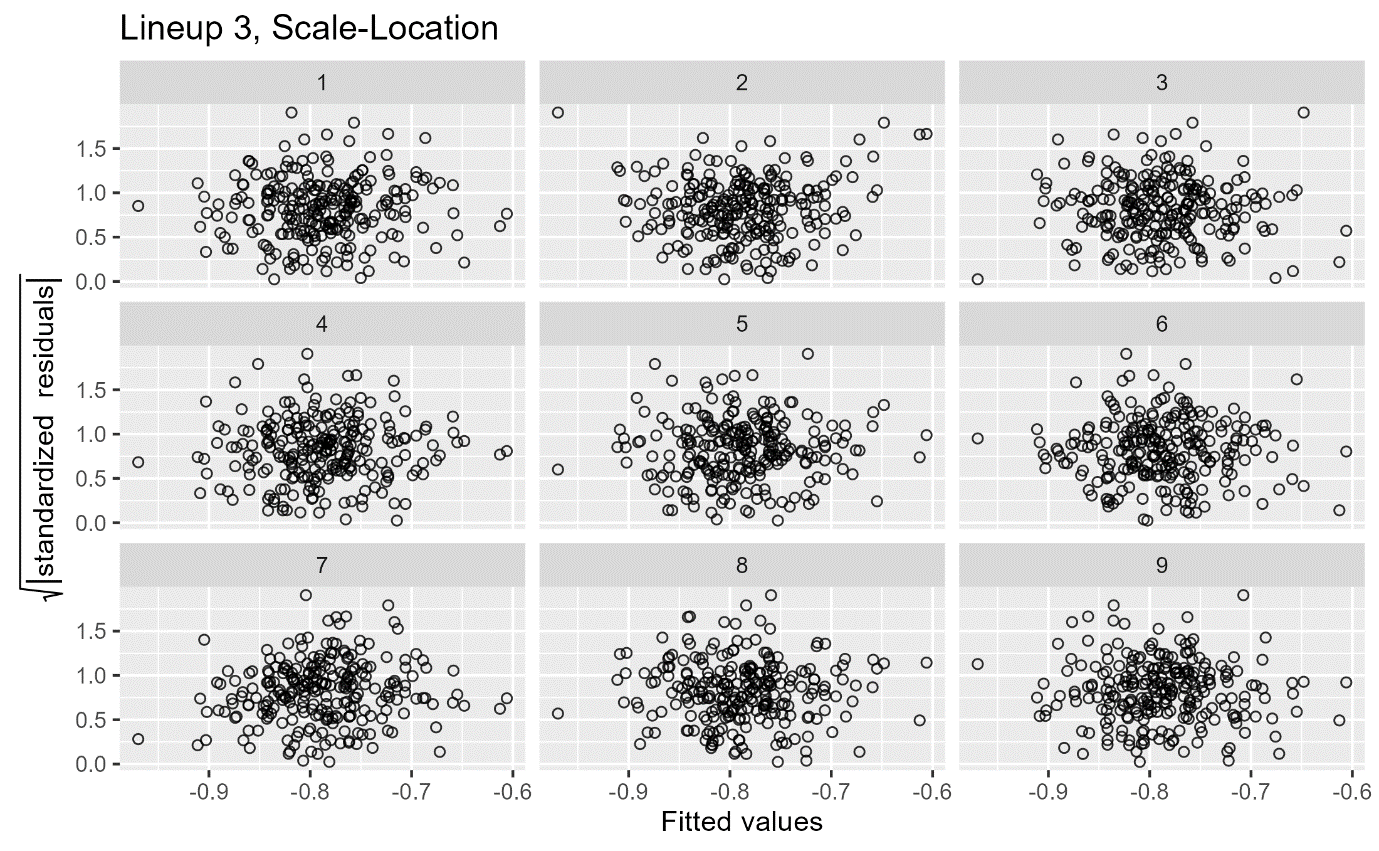 Lineup 3, Scale-Location
1 2 3
1.5
1.0
0.5
0.0
4 5 6
1.5
1.0
0.5
0.0
√|standardized residuals|
7 8 9
1.5
1.0
0.5
0.0
-0.9 -0.8 -0.7 -0.6 -0.9 -0.8 -0.7 -0.6 -0.9 -0.8 -0.7 -0.6
Fitted values